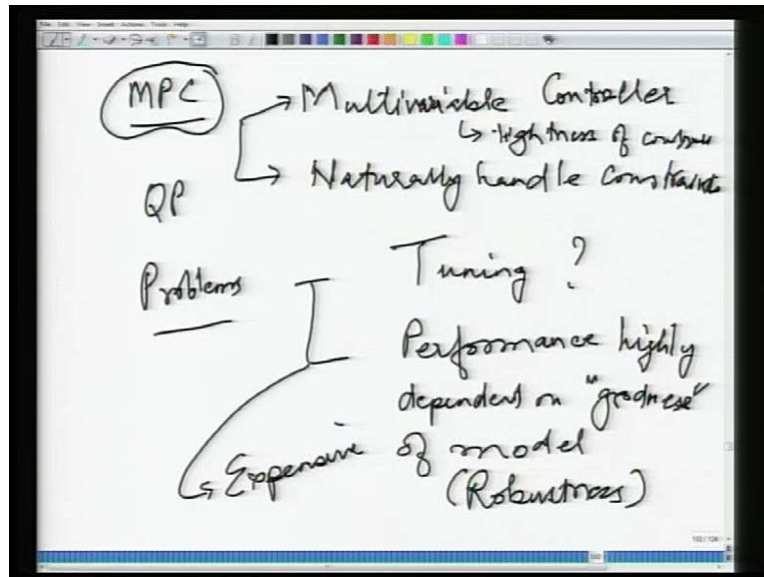 MPC
Multivariable Controller
tightness of control
Naturally handle constraints
QP
Problems
Tuning ?
Performance highly
dependent on "goodness"
Expensive of model
(Robustness)